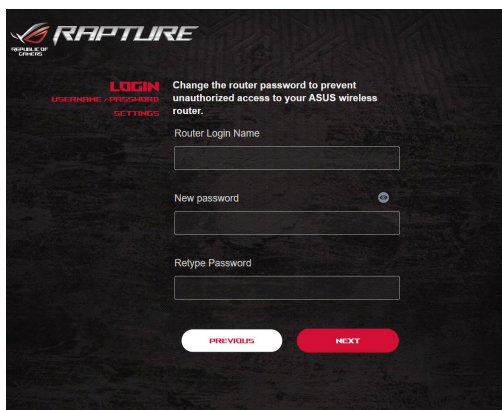 RAPTURE
REPUBLIC OF
GAMERS
LOGIN
USERNAME / PASSWORD
SETTINGS
Change the router password to prevent
unauthorized access to your ASUS wireless
router.
Router Login Name
New password
Retype Password
PREVIOUS
NEXT